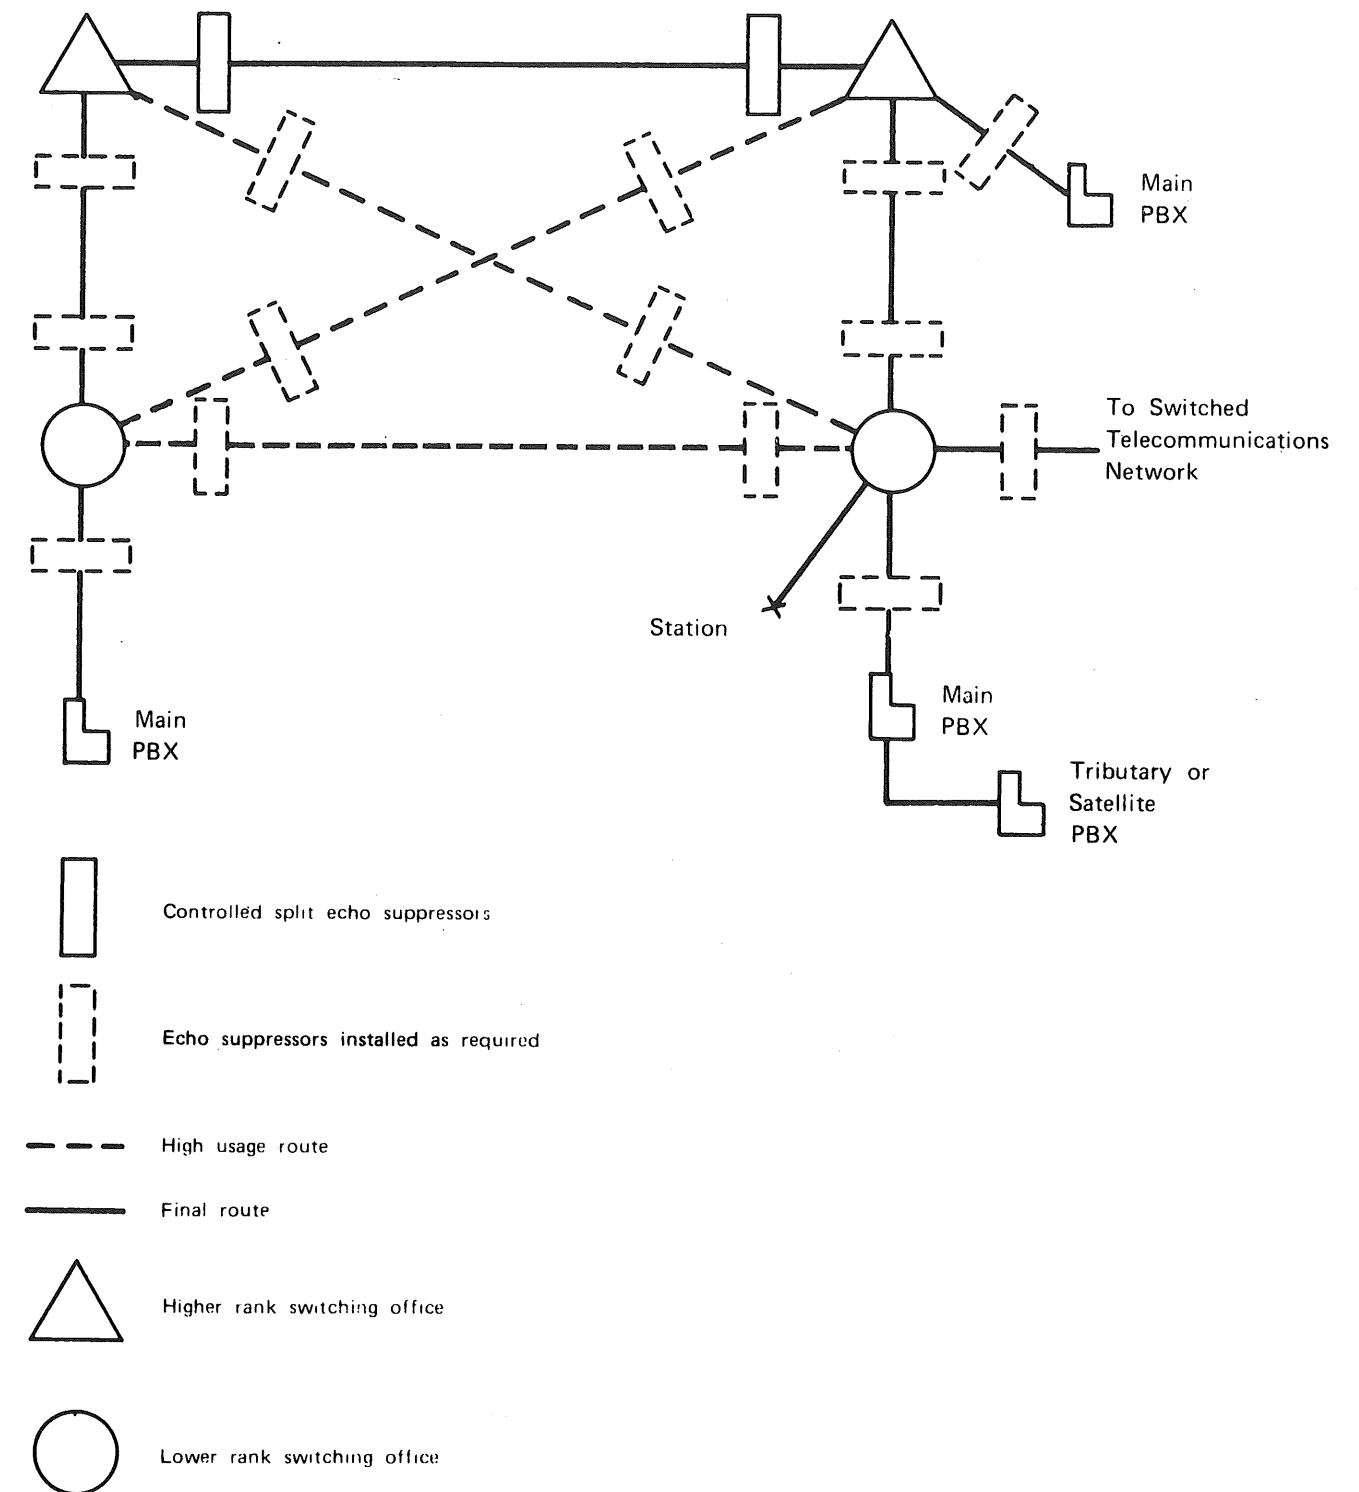 Main
PBX
To Switched
Telecommunications
Network
Station
Main
PBX
Main
PBX
Tributary or
Satellite
PBX
Controlled split echo suppressors
Echo suppressors installed as required
High usage route
Final route
Higher rank switching office
Lower rank switching office